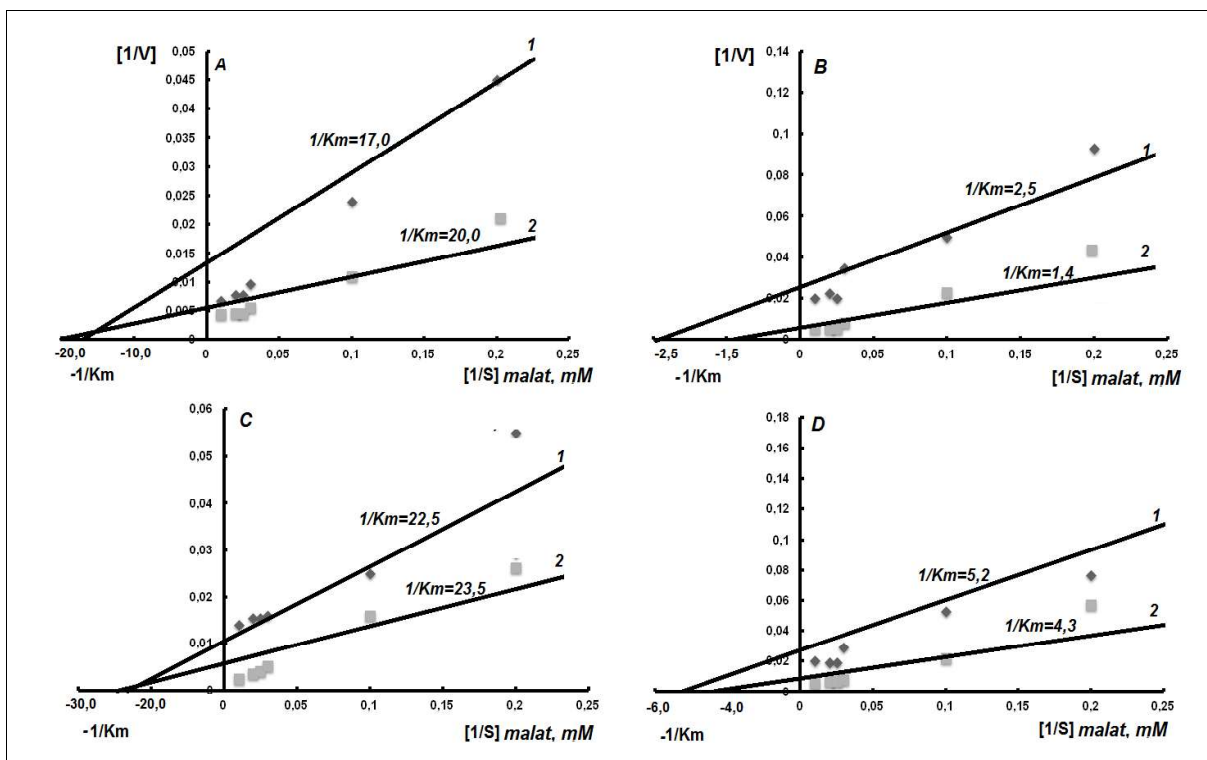 [1/V]
0,05
0,045
0,04
0,035
0,03
0,025
0,02
0,015
0,01
0,005
0
A
1
1/Km=17,0
1/Km=20,0
2
-20,0 -10,0 0 0,05 0,1 0,15 0,2 0,25
-1/Km
[1/S] malat, mM
[1/V]
0,14
0,12
0,1
0,08
0,06
0,04
0,02
0
B
1
1/Km=2,5
2
1/Km=1,4
-2,5 -1,5 0 0,05 0,1 0,15 0,2 0,25
-1/Km
[1/S] malat, mM
0,06
0,05
0,04
0,03
0,02
0,01
0
C
1
1/Km=22,5
2
1/Km=23,5
-30,0 -20,0 0 0,05 0,1 0,15 0,2 0,25
-1/Km
[1/S] malat, mM
0,18
0,16
0,14
0,12
0,1
0,08
0,06
0,04
0,02
0
D
1
1/Km=5,2
2
1/Km=4,3
-6,0 -4,0 0 0,05 0,1 0,15 0,2 0,25
-1/Km
[1/S] malat, mM